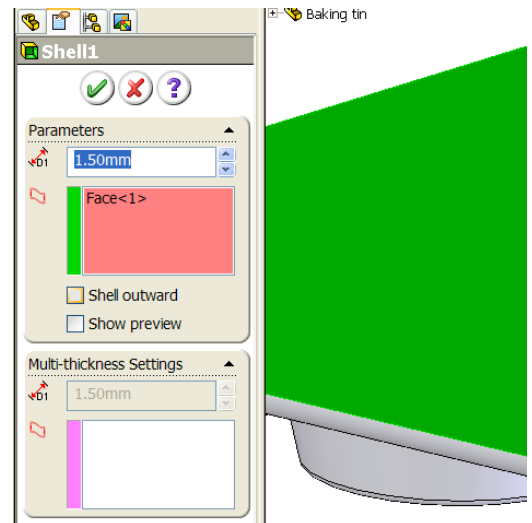 Baking tin
Shell1
?
Parameters
D1
1.50mm
Face<1>
Shell outward
Show preview
Multi-thickness Settings
D1
1.50mm